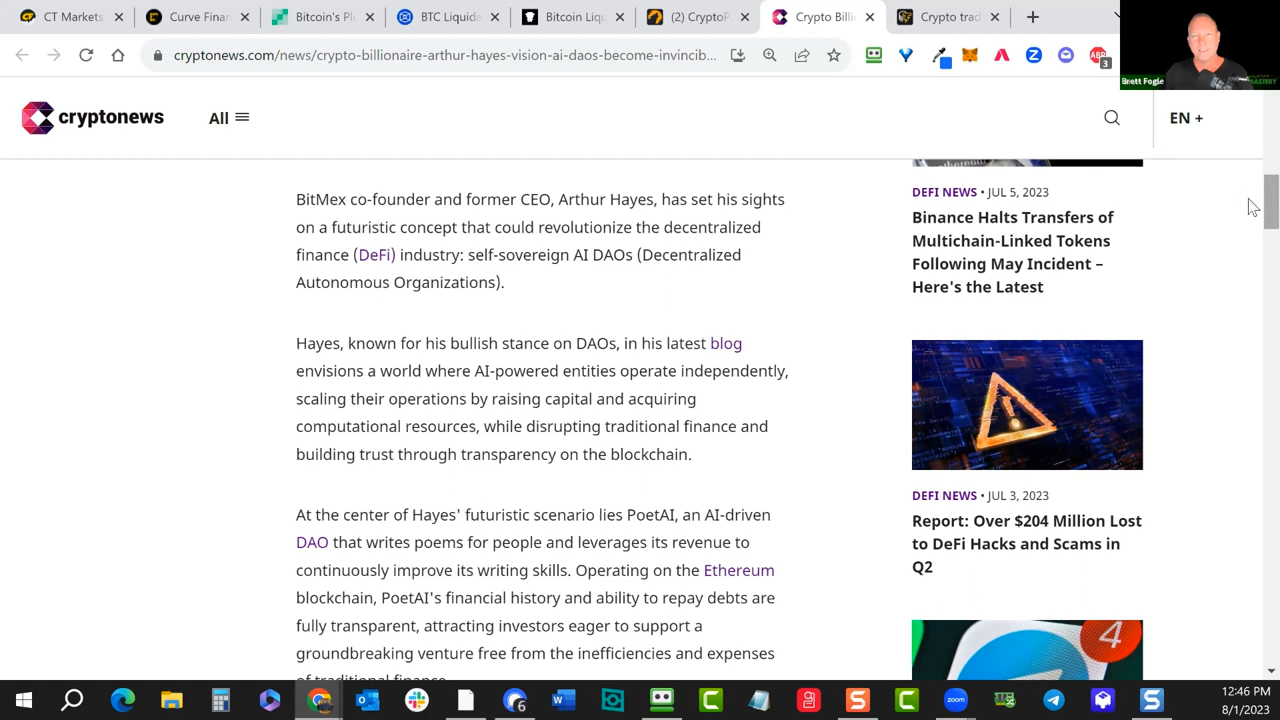 CT Markets
Curve Finan
Bitcoin's Pl
BTC Liquida
Bitcoin Liqu
(2) CryptoP
Crypto Billi
Crypto trad
cryptonews.com/news/crypto-billionaire-arthur-hayes-vision-ai-daos-become-invincib...
ABP
3
Brett Fogle
MASTERY
cryptonews
All
EN +
BitMex co-founder and former CEO, Arthur Hayes, has set his sights
on a futuristic concept that could revolutionize the decentralized
finance (DeFi) industry: self-sovereign AI DAOs (Decentralized
Autonomous Organizations).
Hayes, known for his bullish stance on DAOs, in his latest blog
envisions a world where AI-powered entities operate independently,
scaling their operations by raising capital and acquiring
computational resources, while disrupting traditional finance and
building trust through transparency on the blockchain.
At the center of Hayes' futuristic scenario lies PoetAI, an AI-driven
DAO that writes poems for people and leverages its revenue to
continuously improve its writing skills. Operating on the Ethereum
blockchain, PoetAI's financial history and ability to repay debts are
fully transparent, attracting investors eager to support a
groundbreaking venture free from the inefficiencies and expenses
of traditional finance.
DEFI NEWS • JUL 5, 2023
Binance Halts Transfers of
Multichain-Linked Tokens
Following May Incident –
Here's the Latest
DEFI NEWS • JUL 3, 2023
Report: Over $204 Million Lost
to DeFi Hacks and Scams in
Q2
4
6
zoom
12:46 PM
8/1/2023